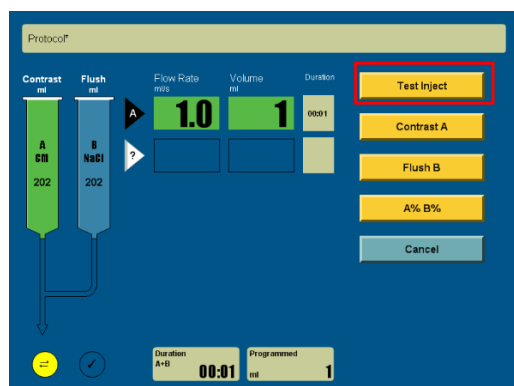 Protocol*
Contrast
ml
Flush
ml
Flow Rate
ml/s
Volume
ml
Duration
A
1.0
1
00:01
?
A
CM
202
B
NaCl
202
Test Inject
Contrast A
Flush B
A% B%
Cancel
Duration
A+B
00:01
Programmed
ml
1